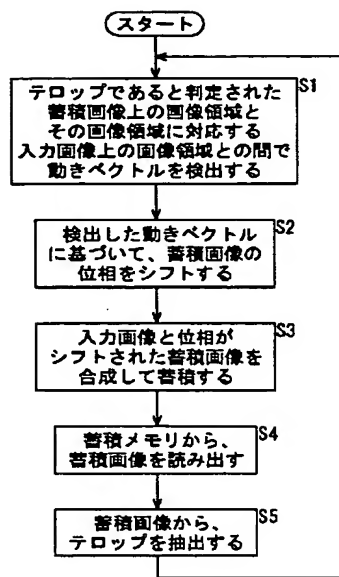 スタート
S1
テロップであると判定された
蓄積画像上の画像領域と
その画像領域に対応する
入力画像上の画像領域との間で
動きベクトルを検出する
S2
検出した動きベクトル
に基づいて、蓄積画像の
位相をシフトする
S3
入力画像と位相が
シフトされた蓄積画像を
合成して蓄積する
S4
蓄積メモリから、
蓄積画像を読み出す
S5
蓄積画像から、
テロップを抽出する